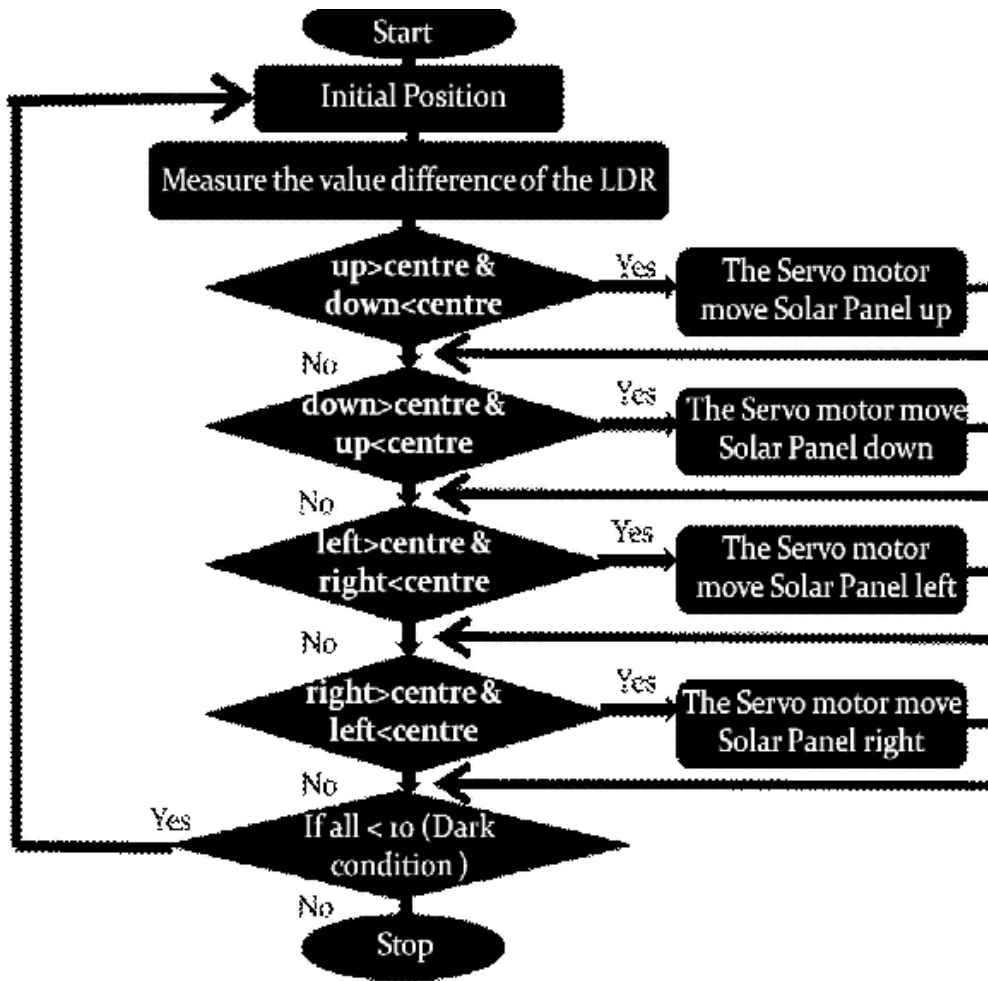 Start
Initial Position
Measure the value difference of the LDR
up>centre &
down<centre
Yes
The Servo motor
move Solar Panel up
No
down>centre &
up<centre
Yes
The Servo motor move
Solar Panel down
No
left>centre &
right<centre
Yes
The Servo motor
move Solar Panel left
No
right>centre &
left<centre
Yes
The Servo motor move
Solar Panel right
No
If all < 10 (Dark
condition )
Yes
No
Stop